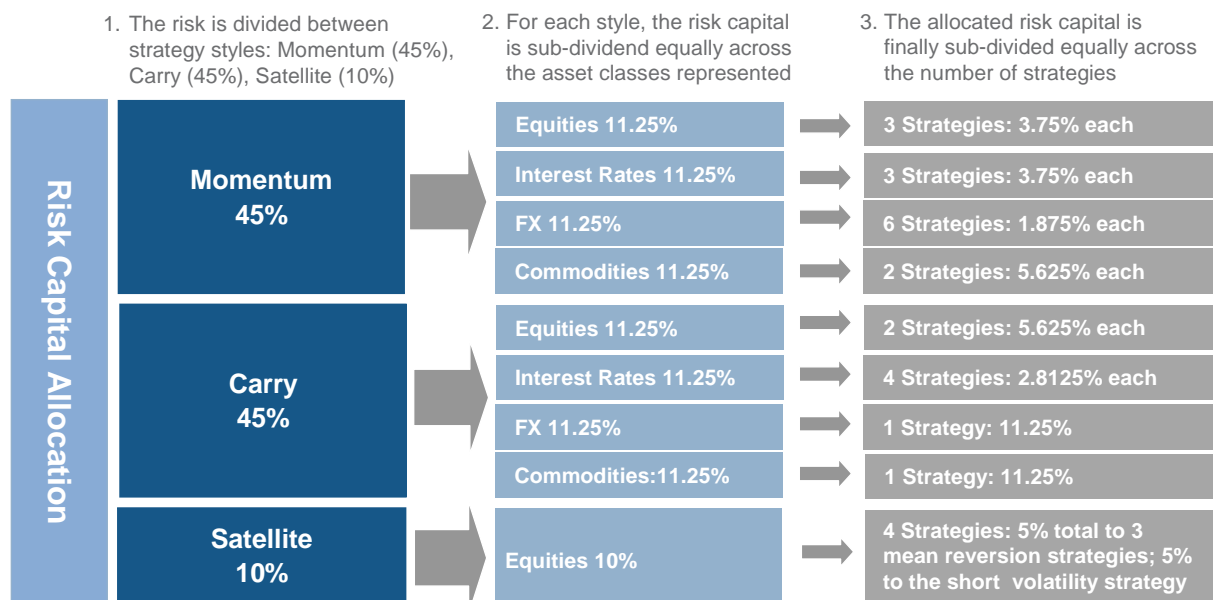 1. The risk is divided between
strategy styles: Momentum (45%),
Carry (45%), Satellite (10%)
2. For each style, the risk capital
is sub-dividend equally across
the asset classes represented
3. The allocated risk capital is
finally sub-divided equally across
the number of strategies
Risk Capital Allocation
Momentum
45%
Equities 11.25%
3 Strategies: 3.75% each
Interest Rates 11.25%
3 Strategies: 3.75% each
FX 11.25%
6 Strategies: 1.875% each
Commodities 11.25%
2 Strategies: 5.625% each
Carry
45%
Equities 11.25%
2 Strategies: 5.625% each
Interest Rates 11.25%
4 Strategies: 2.8125% each
FX 11.25%
1 Strategy: 11.25%
Commodities:11.25%
1 Strategy: 11.25%
Satellite
10%
Equities 10%
4 Strategies: 5% total to 3
mean reversion strategies; 5%
to the short volatility strategy